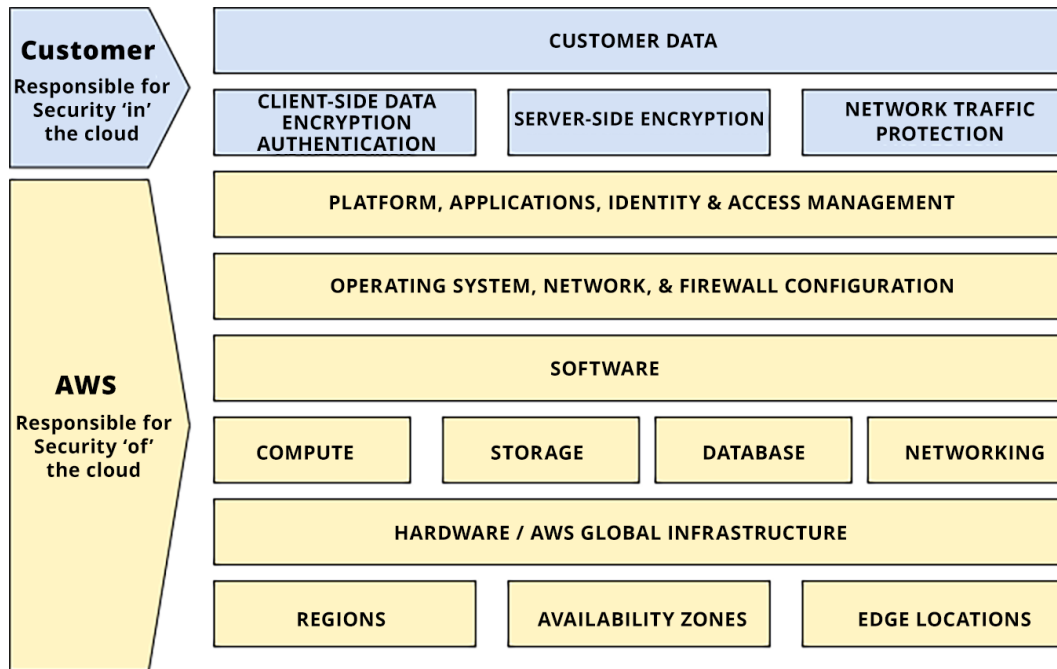 Customer
Responsible for
Security ‘in’
the cloud
CUSTOMER DATA
CLIENT-SIDE DATA
ENCRYPTION
AUTHENTICATION
SERVER-SIDE ENCRYPTION
NETWORK TRAFFIC
PROTECTION
AWS
Responsible for
Security ‘of’
the cloud
PLATFORM, APPLICATIONS, IDENTITY & ACCESS MANAGEMENT
OPERATING SYSTEM, NETWORK, & FIREWALL CONFIGURATION
SOFTWARE
COMPUTE
STORAGE
DATABASE
NETWORKING
HARDWARE / AWS GLOBAL INFRASTRUCTURE
REGIONS
AVAILABILITY ZONES
EDGE LOCATIONS